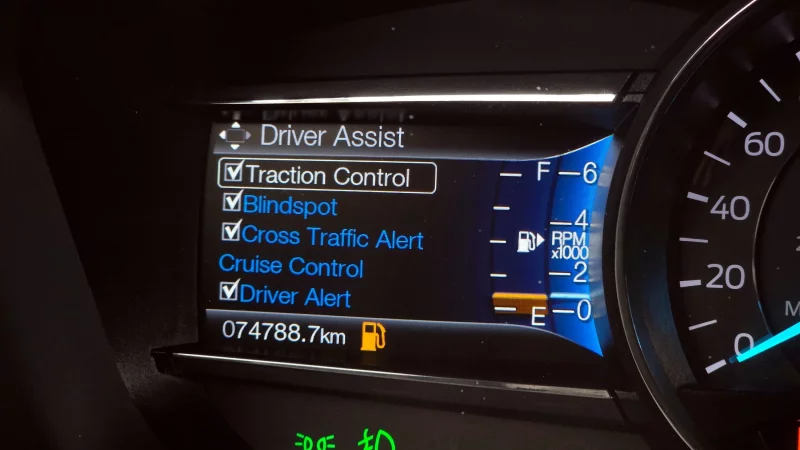 Driver Assist
Traction Control
Blindspot
Cross Traffic Alert
Cruise Control
Driver Alert
074788.7km
F
6
4
RPM
x1000
2
E
0
60
40
20
0
M